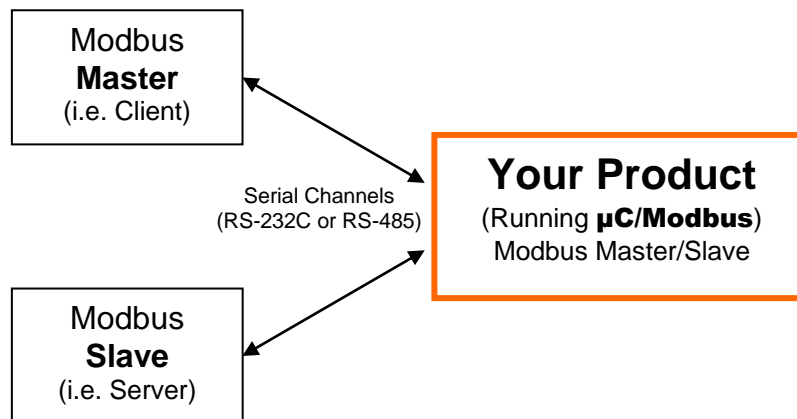 Modbus
Master
(i.e. Client)
Serial Channels
(RS-232C or RS-485)
Your Product
(Running µC/Modbus)
Modbus Master/Slave
Modbus
Slave
(i.e. Server)